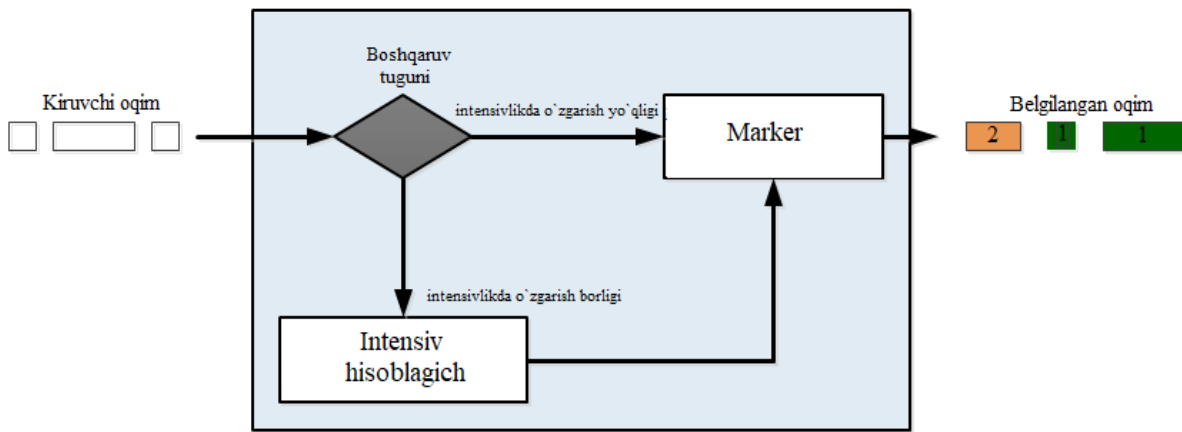 Boshqaruv
tuguni
Kiruvchi oqim
intensivlikda o`zgarish yo`qligi
Marker
Belgilangan oqim
2
1
1
intensivlikda o`zgarish borligi
Intensiv
hisoblagich